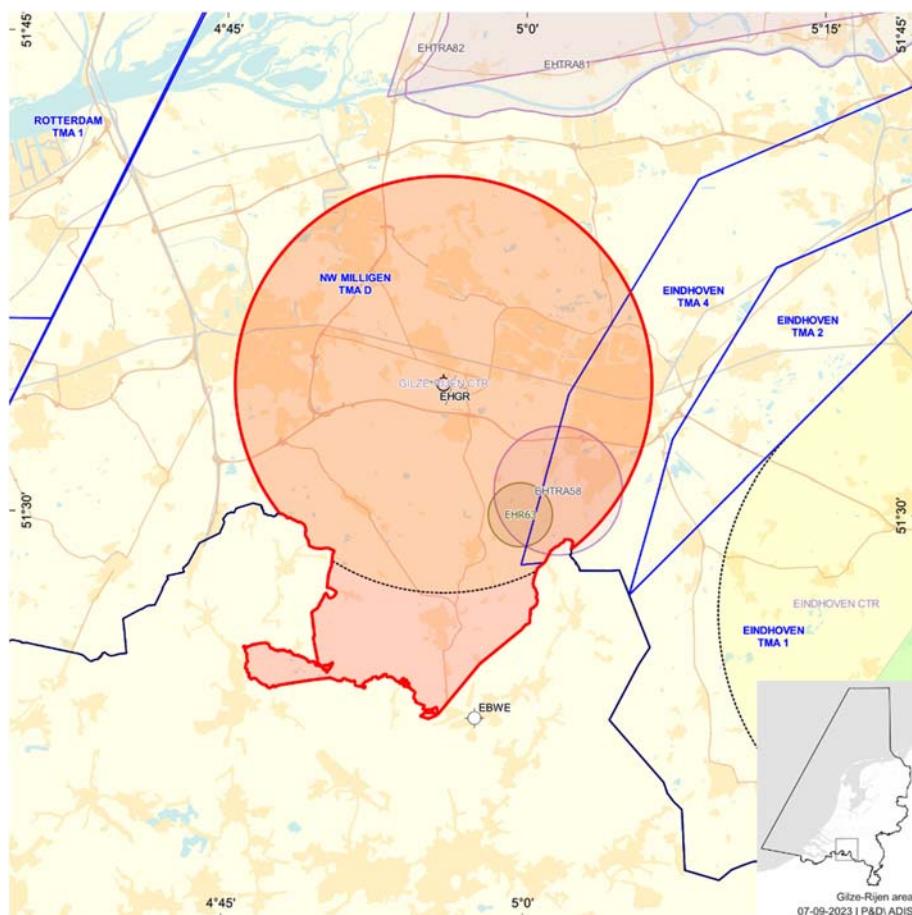 4°45' 5°0' 5°15'
51°45'
51°45'
EHTRA82
EHTRA81
ROTTERDAM
TMA 1
NW MILLIGEN
TMA D
EINDHOVEN
TMA 4
EINDHOVEN
TMA 2
GILZE-RIJEN CTR
EHGR
EHTRA58
EHR63
51°30'
51°30'
EINDHOVEN CTR
EINDHOVEN
TMA 1
EBWE
4°45' 5°0'
Gilze-Rijen area
07-09-2023 | P&D\ ADIS